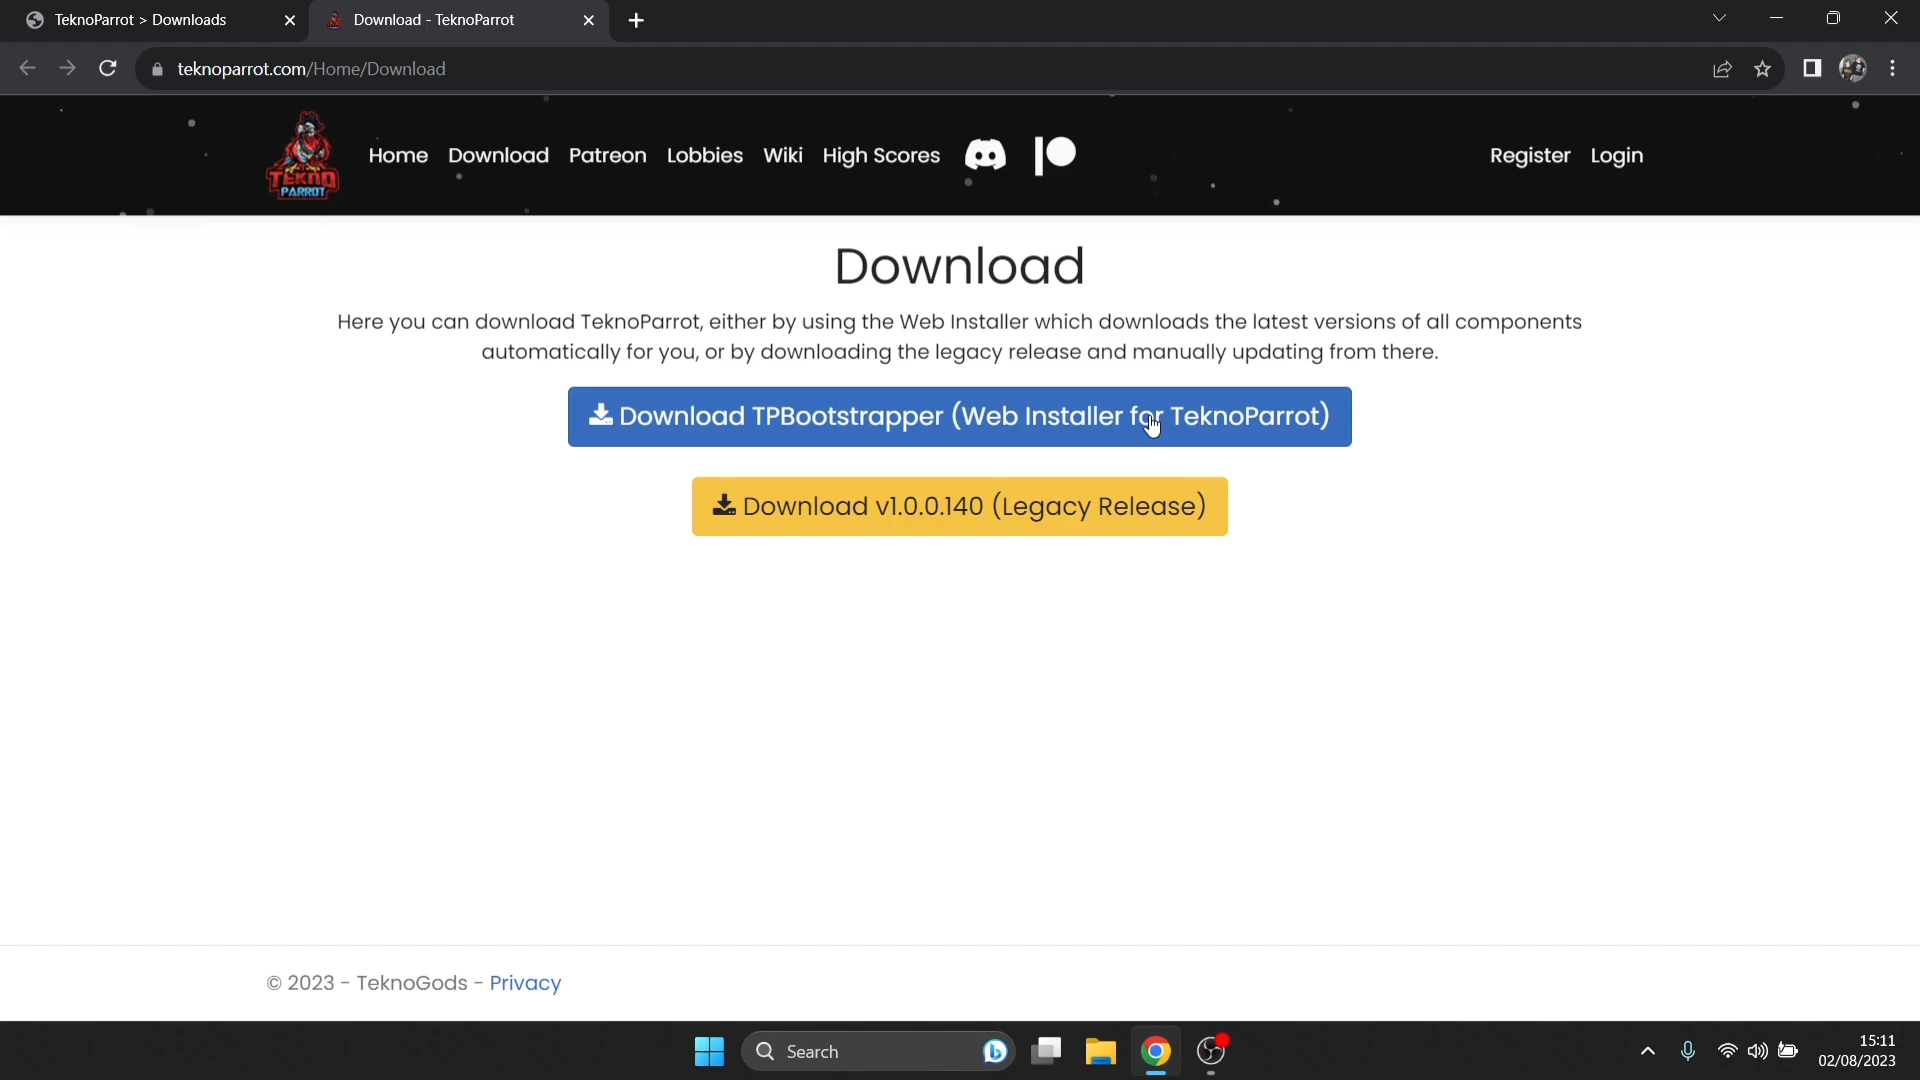 TeknoParrot > Downloads
Download - TeknoParrot
teknoparrot.com/Home/Download
TEKNO
PARROT
Home
Download
Patreon
Lobbies
Wiki
High Scores
Register
Login
Download
Here you can download TeknoParrot, either by using the Web Installer which downloads the latest versions of all components
automatically for you, or by downloading the legacy release and manually updating from there.
Download TPBootstrapper (Web Installer for TeknoParrot)
Download v1.0.0.140 (Legacy Release)
© 2023 - TeknoGods - Privacy
Search
15:11
02/08/2023